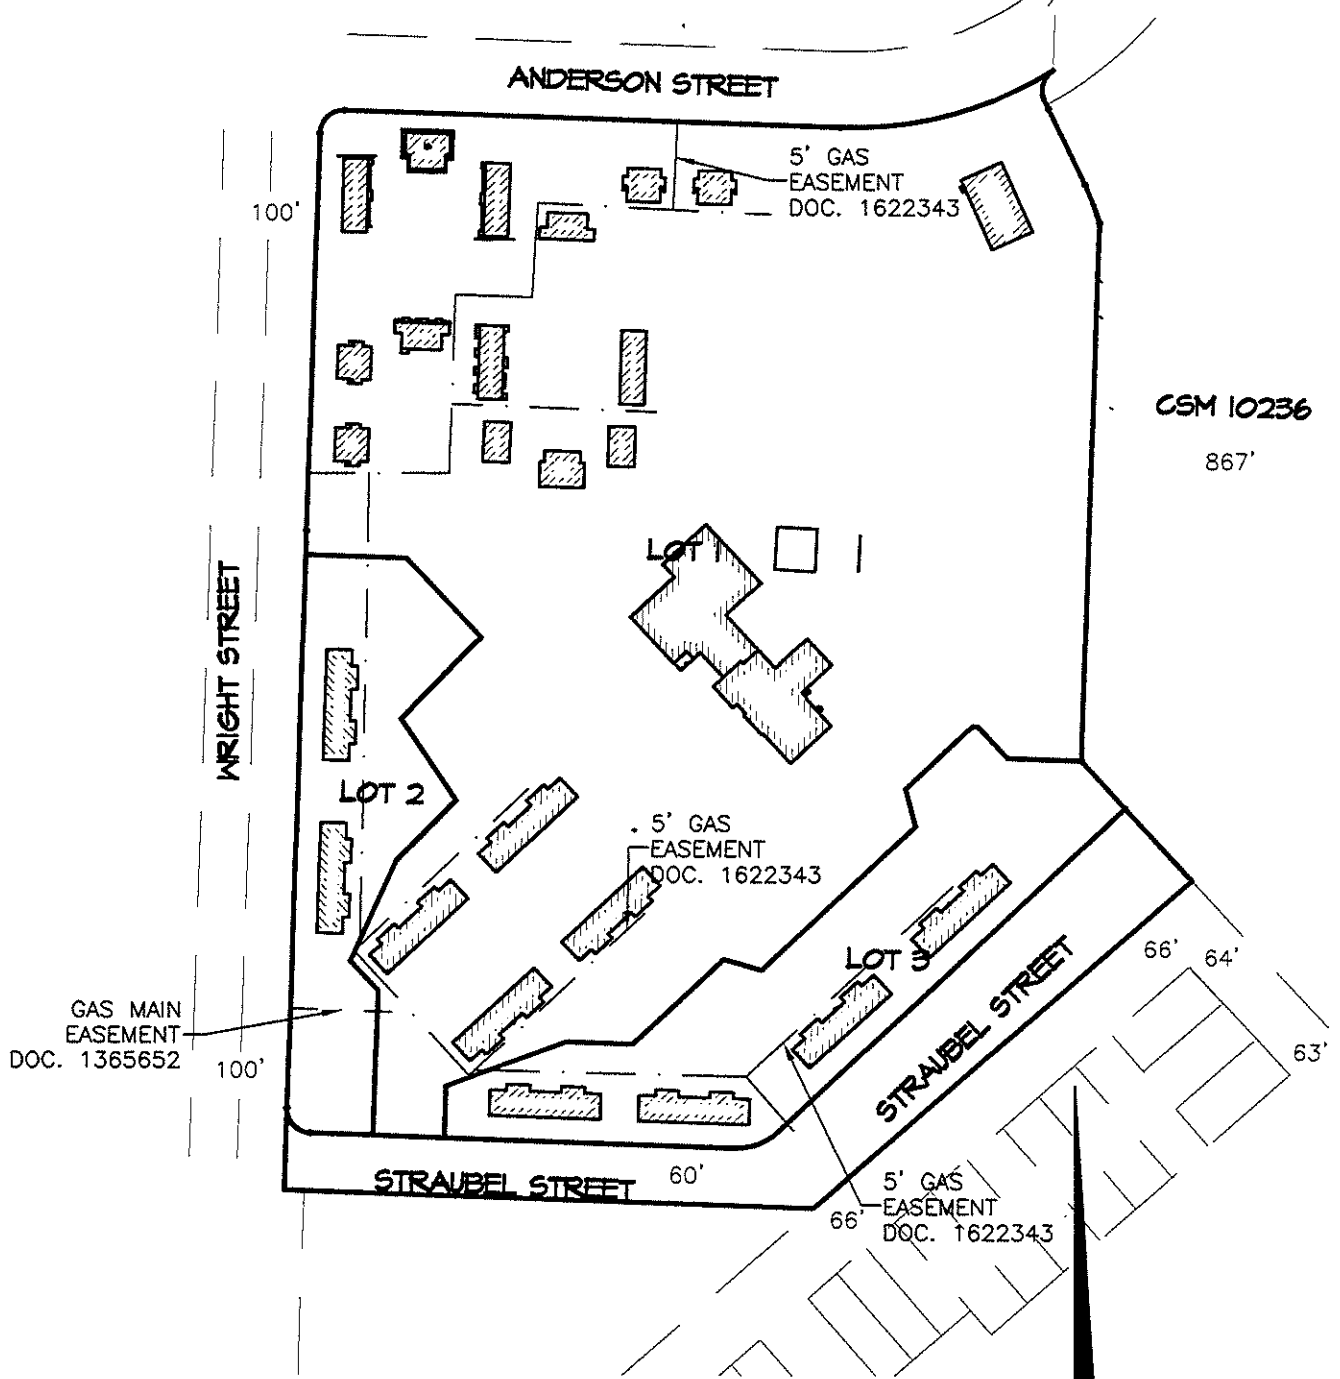 ANDERSON STREET
5' GAS
EASEMENT
DOC. 1622343
100'
CSM 10236
867'
LOT 1
WRIGHT STREET
LOT 2
5' GAS
EASEMENT
DOC. 1622343
LOT 3
66'
64'
STRAUBEL STREET
GAS MAIN
EASEMENT
DOC. 1365652
100'
63'
STRAUBEL STREET
60'
66'
5' GAS
EASEMENT
DOC. 1622343